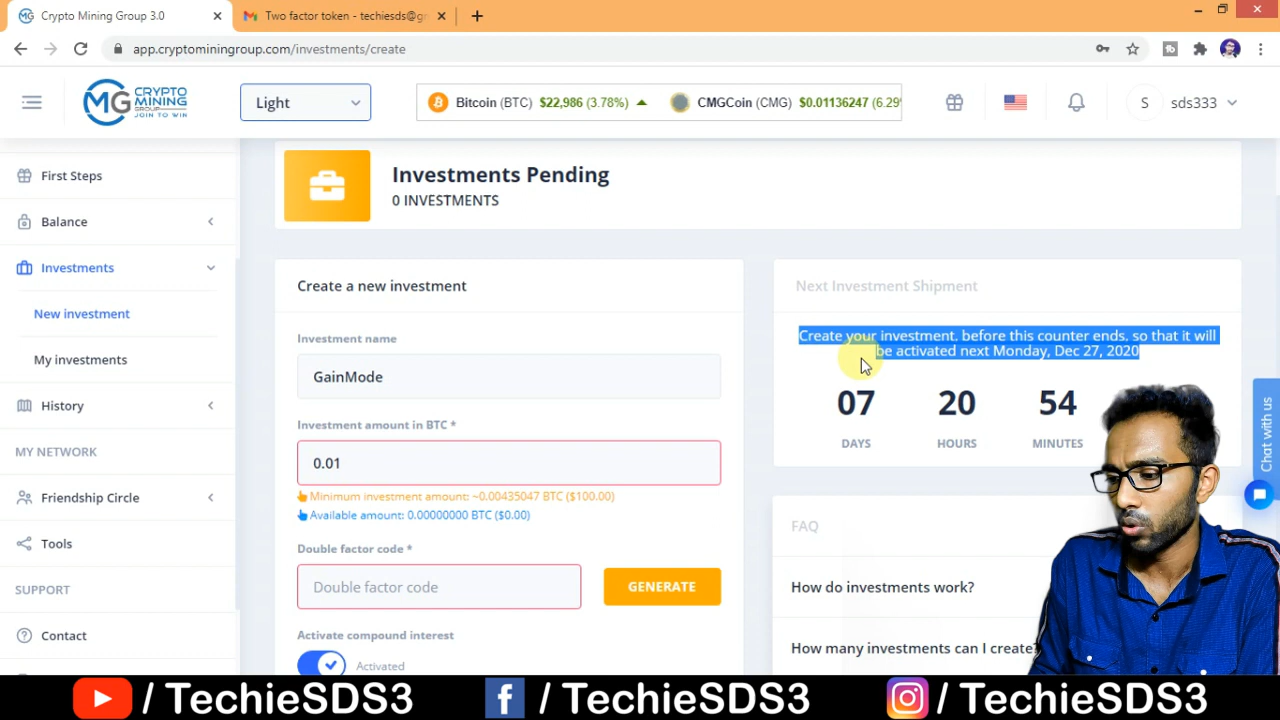 Crypto Mining Group 3.0
Two factor token - techiesds@g
app.cryptomininggroup.com/investments/create
MG CRYPTO
MINING
GROUP
JOIN TO WIN
Light
Bitcoin (BTC) $22,986 (3.78%)
CMGCoin (CMG) $0.01136247 (6.29
S
sds333
First Steps
Balance
Investments
New investment
My investments
History
MY NETWORK
Friendship Circle
Tools
SUPPORT
Contact
Investments Pending
0 INVESTMENTS
Create a new investment
Investment name
GainMode
Investment amount in BTC *
0.01
Minimum investment amount: ~0.00435047 BTC ($100.00)
Available amount: 0.00000000 BTC ($0.00)
Double factor code *
Double factor code
GENERATE
Activate compound interest
Activated
Next Investment Shipment
Create your investment, before this counter ends, so that it will
be activated next Monday, Dec 27, 2020
07 20 54
DAYS HOURS MINUTES
FAQ
How do investments work?
How many investments can I create?
Chat with us
/ TechieSDS3
f / TechieSDS3
/ TechieSDS3